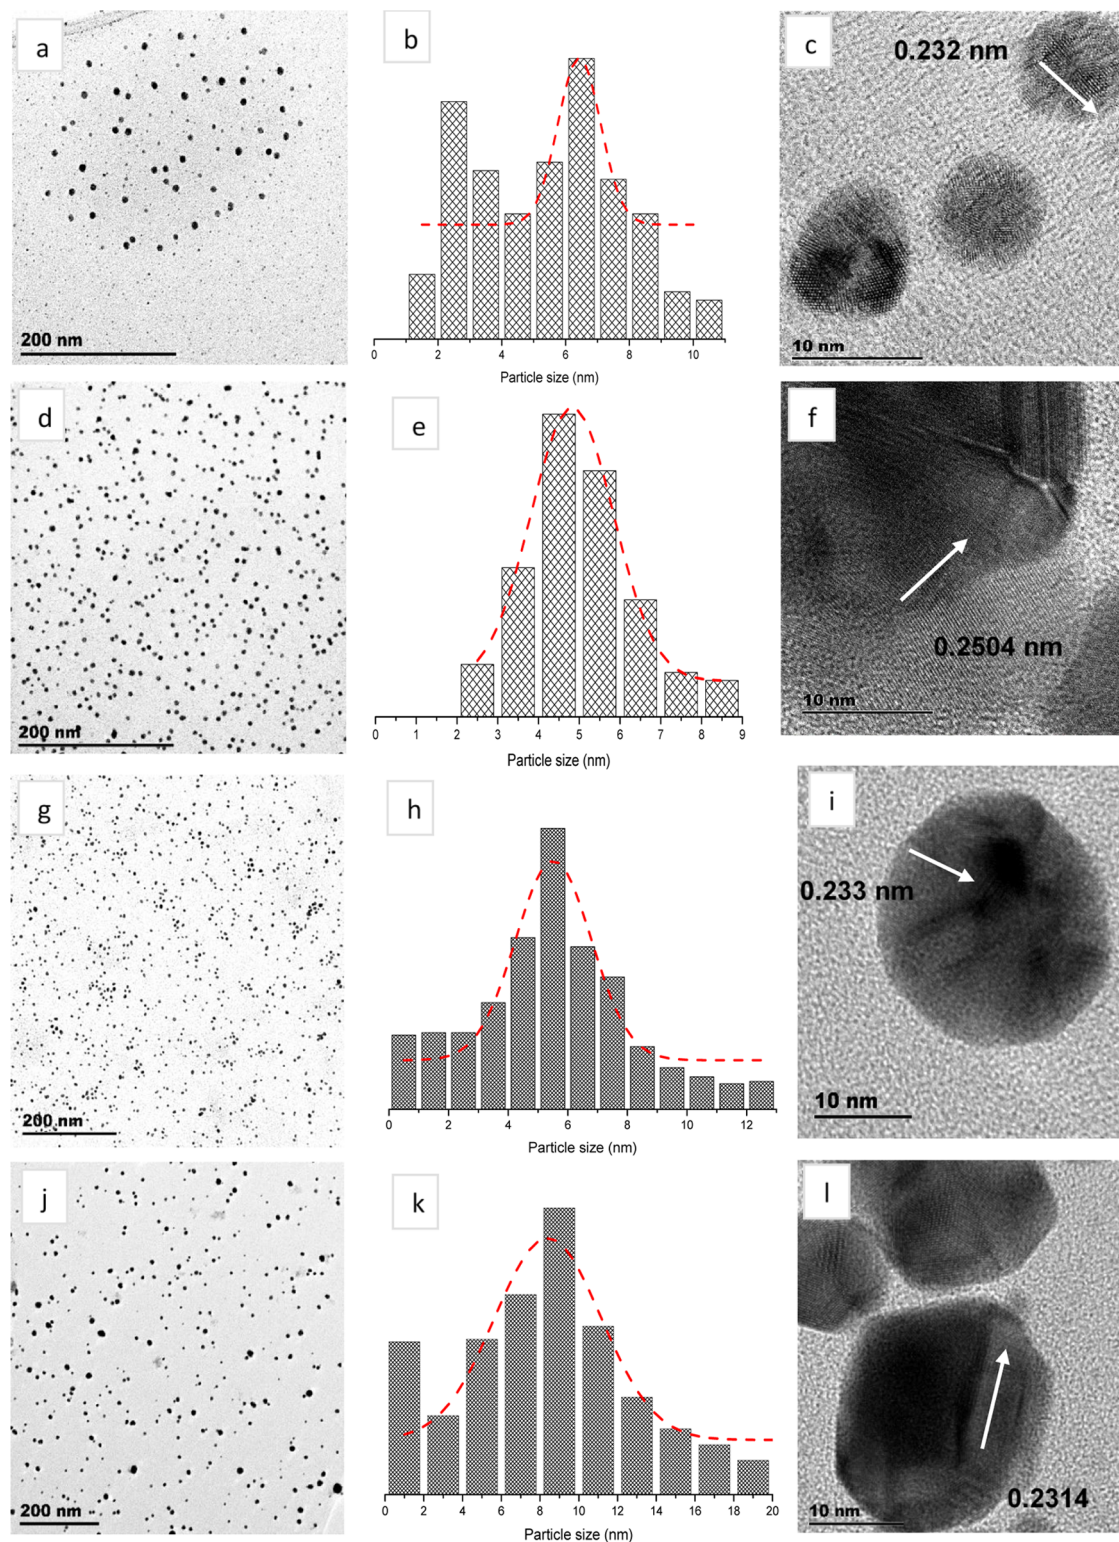 a
200 nm
b
0 2 4 6 8 10
Particle size (nm)
c
0.232 nm
10 nm
d
200 nm
e
0 1 2 3 4 5 6 7 8 9
Particle size (nm)
f
0.2504 nm
10 nm
g
200 nm
h
0 2 4 6 8 10 12
Particle size (nm)
i
0.233 nm
10 nm
j
200 nm
k
0 2 4 6 8 10 12 14 16 18 20
Particle size (nm)
l
0.2314
10 nm